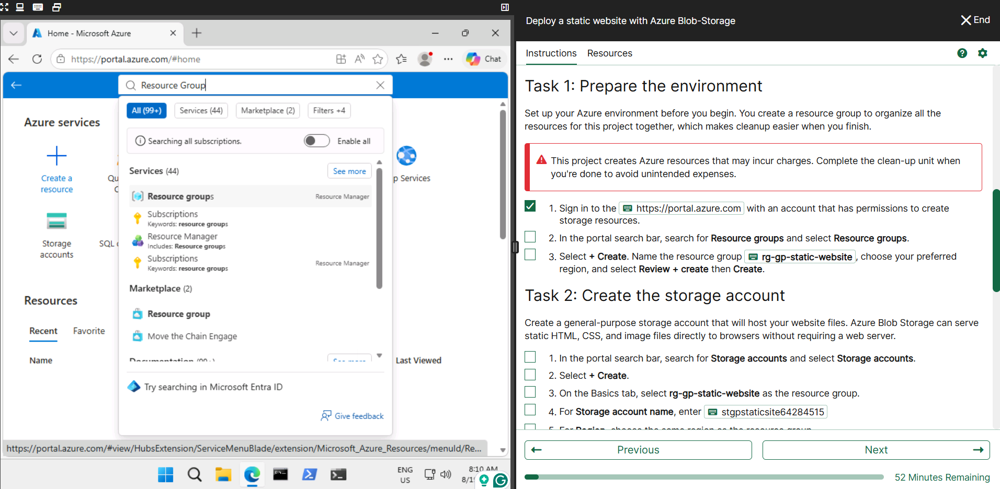 Home - Microsoft Azure
https://portal.azure.com/#home
Chat
Resource Group
All (99+)
Services (44)
Marketplace (2)
Filters +4
Searching all subscriptions.
Enable all
Services (44)
See more
Resource groups
Resource Manager
Subscriptions
Keywords: resource groups
Resource Manager
Includes: Resource groups
Subscriptions
Keywords: resource groups
Resource Manager
Marketplace (2)
Resource group
Move the Chain Engage
Documentation (99+)
See more
Try searching in Microsoft Entra ID
Give feedback
Azure services
Create a
resource
Qu
C
p Services
Storage
accounts
SQL
Resources
Recent
Favorite
Name
Last Viewed
https://portal.azure.com/#view/HubsExtension/ServiceMenuBlade/extension/Microsoft_Azure_Resources/menuId/Re...
ENG
US
8:10 AM
Deploy a static website with Azure Blob-Storage
End
Instructions
Resources
Task 1: Prepare the environment
Set up your Azure environment before you begin. You create a resource group to organize all the
resources for this project together, which makes cleanup easier when you finish.
This project creates Azure resources that may incur charges. Complete the clean-up unit when
you're done to avoid unintended expenses.
1. Sign in to the https://portal.azure.com with an account that has permissions to create
storage resources.
2. In the portal search bar, search for Resource groups and select Resource groups.
3. Select + Create. Name the resource group rg-gp-static-website, choose your preferred
region, and select Review + create then Create.
Task 2: Create the storage account
Create a general-purpose storage account that will host your website files. Azure Blob Storage can serve
static HTML, CSS, and image files directly to browsers without requiring a web server.
1. In the portal search bar, search for Storage accounts and select Storage accounts.
2. Select + Create.
3. On the Basics tab, select rg-gp-static-website as the resource group.
4. For Storage account name, enter stgpstaticsite64284515
5. For Region, choose the same region as the resource group.
Previous
Next
52 Minutes Remaining